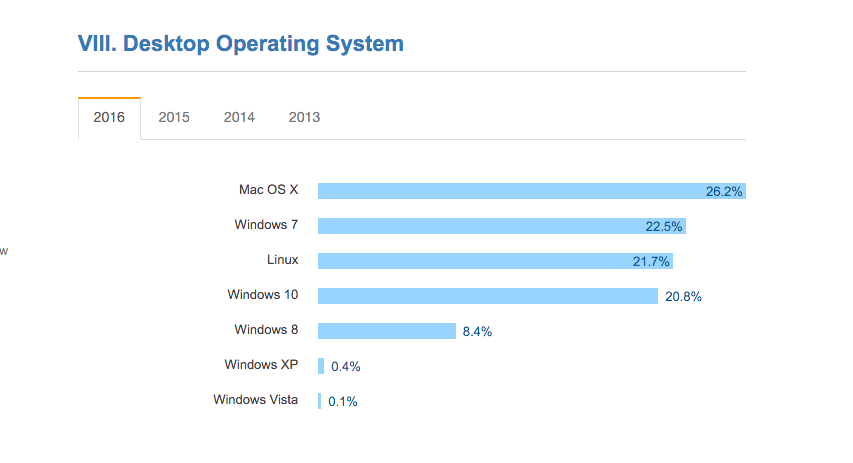 VIII. Desktop Operating System
2016 2015 2014 2013
Mac OS X 26.2%
Windows 7 22.5%
Linux 21.7%
w
Windows 10 20.8%
Windows 8 8.4%
Windows XP 0.4%
Windows Vista 0.1%